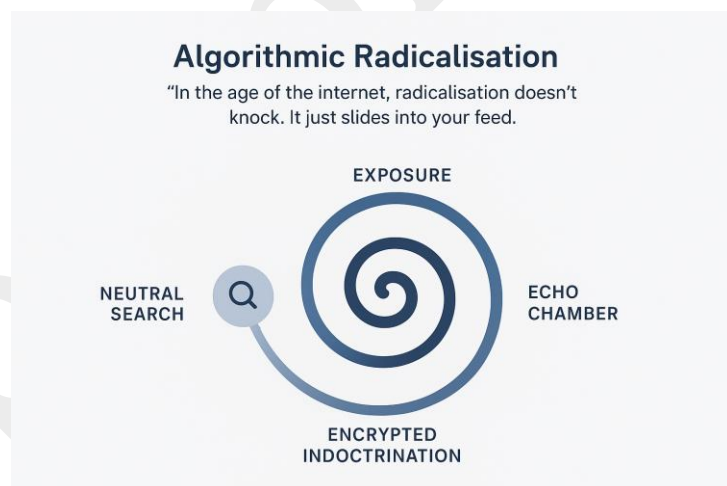 Algorithmic Radicalisation
“In the age of the internet, radicalisation doesn’t
knock. It just slides into your feed.
EXPOSURE
NEUTRAL
SEARCH
ECHO
CHAMBER
ENCRYPTED
INDOCTRINATION